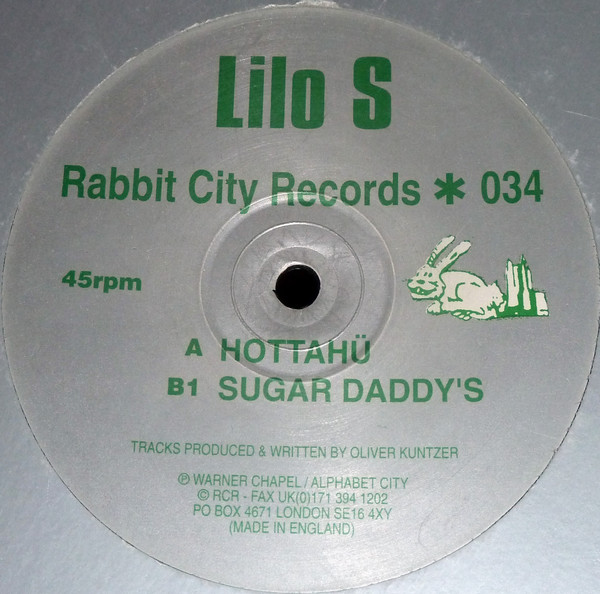 Lilo S
Rabbit City Records * 034
45rpm
A HOTTAHÜ
B1 SUGAR DADDY'S
TRACKS PRODUCED & WRITTEN BY OLIVER KUNTZER
℗ WARNER CHAPEL / ALPHABET CITY
© RCR - FAX UK(0)171 394 1202
PO BOX 4671 LONDON SE16 4XY
(MADE IN ENGLAND)